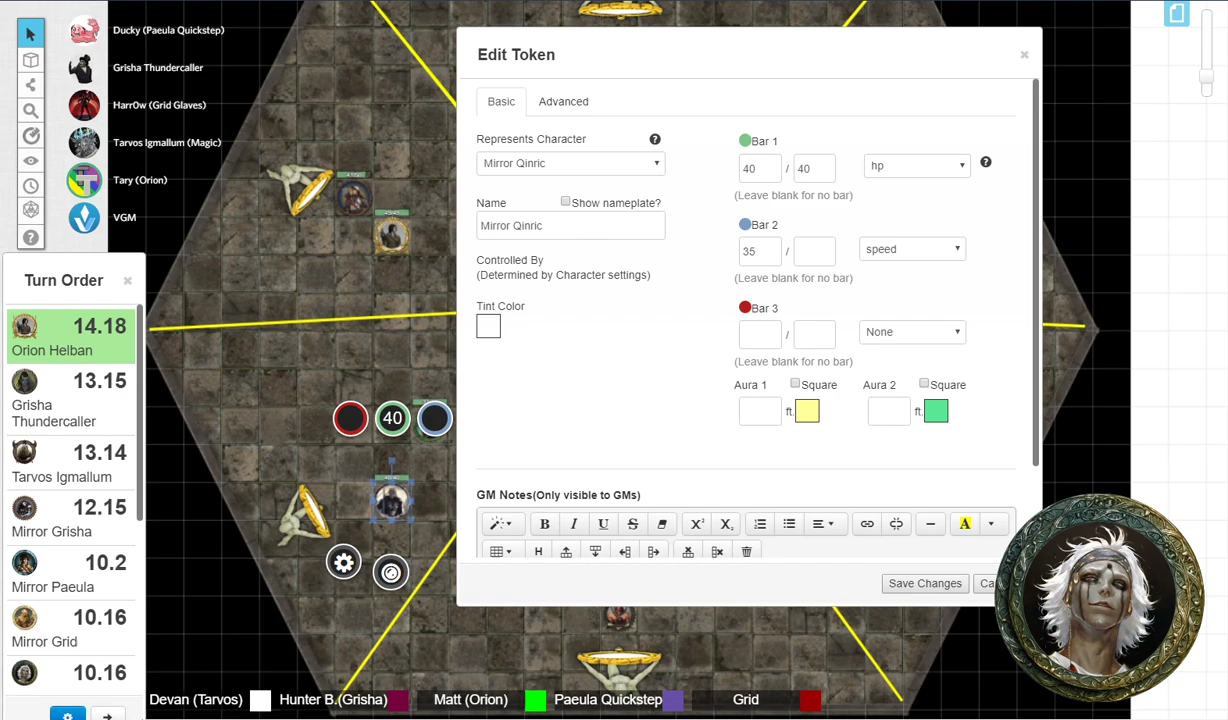 Ducky (Paeula Quickstep)
Grisha Thundercaller
Harr0w (Grid Glaves)
Tarvos Igmallum (Magic)
Tary (Orion)
VGM
Turn Order ×
14.18
Orion Helban
13.15
Grisha
Thundercaller
13.14
Tarvos Igmallum
12.15
Mirror Grisha
10.2
Mirror Paeula
10.16
Mirror Grid
10.16
40
Edit Token ×
Basic Advanced
Represents Character
Mirror Qinric
Name Show nameplate?
Mirror Qinric
Controlled By
(Determined by Character settings)
Tint Color
Bar 1
40 / 40 hp
(Leave blank for no bar)
Bar 2
35 / speed
(Leave blank for no bar)
Bar 3
/ None
(Leave blank for no bar)
Aura 1 Square Aura 2 Square
ft. ft.
GM Notes(Only visible to GMs)
B I U S X² Xₓ A
H
Save Changes Ca
Devan (Tarvos) Hunter B.(Grisha) Matt (Orion) Paeula Quickstep Grid